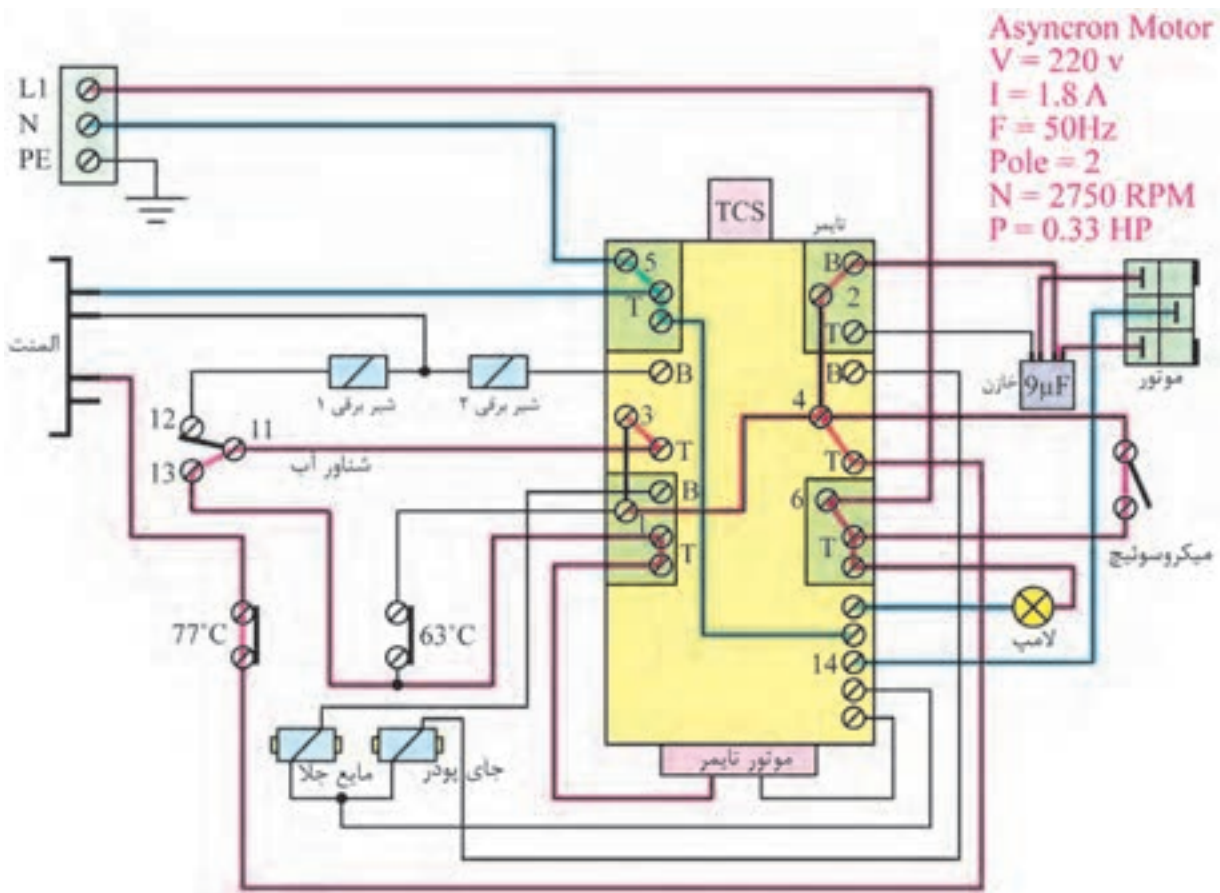 Asyncron Motor
V = 220 v
I = 1.8 A
F = 50Hz
Pole = 2
N = 2750 RPM
P = 0.33 HP
L1
N
PE
TCS
تایمر
5
T
B
2
T
المنت
شیر برقی ۱
شیر برقی ۲
B
B
9µF
خازن
موتور
12
11
13
شناور آب
3
T
4
T
B
1
T
6
T
میکروسوئیچ
77°C
63°C
لامپ
14
مایع جلا
جای پودر
موتور تایمر